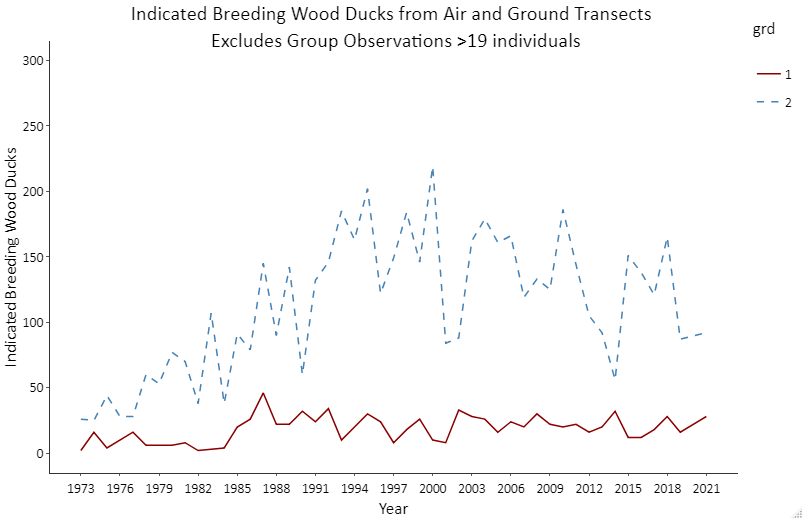 Indicated Breeding Wood Ducks from Air and Ground Transects
Excludes Group Observations >19 individuals
grd
1
2
Indicated Breeding Wood Ducks
300
250
200
150
100
50
0
1973 1976 1979 1982 1985 1988 1991 1994 1997 2000 2003 2006 2009 2012 2015 2018 2021
Year